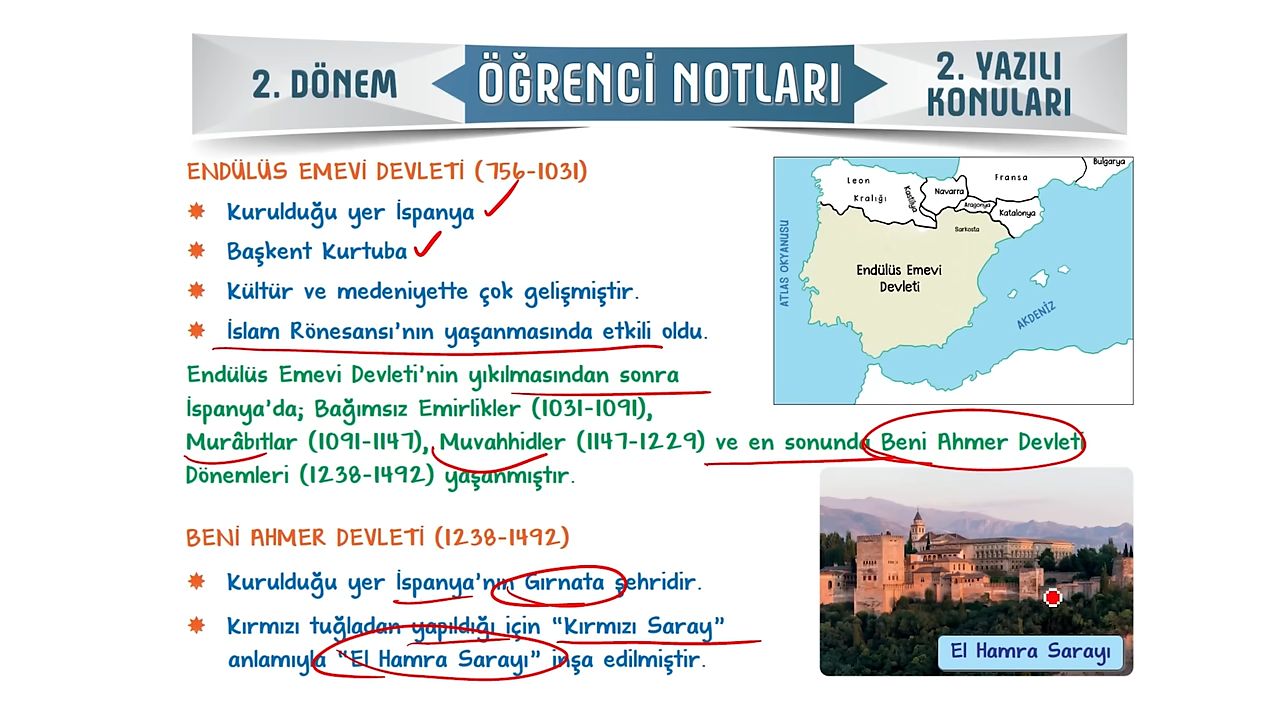 2. DÖNEM
ÖĞRENCİ NOTLARI
2. YAZILI
KONULARI
ENDÜLÜS EMEVİ DEVLETİ (756-1031)
Kurulduğu yer İspanya
Başkent Kurtuba
Kültür ve medeniyette çok gelişmiştir.
İslam Rönesansı'nın yaşanmasında etkili oldu.
Endülüs Emevi Devleti'nin yıkılmasından sonra
İspanya'da; Bağımsız Emirlikler (1031-1091),
Murâbıtlar (1091-1147), Muvahhidler (1147-1229) ve en sonunda Beni Ahmer Devleti
Dönemleri (1238-1492) yaşanmıştır.
BENİ AHMER DEVLETİ (1238-1492)
Kurulduğu yer İspanya'nın Gırnata şehridir.
Kırmızı tuğladan yapıldığı için "Kırmızı Saray"
anlamıyla "El Hamra Sarayı" inşa edilmiştir.
Bulgarya
Leon
Kralığı
Kastilya
Navarra
Fransa
Aragonya
Katalonya
Sarkosta
ATLAS OKYANUSU
Endülüs Emevi
Devleti
AKDENİZ
El Hamra Sarayı